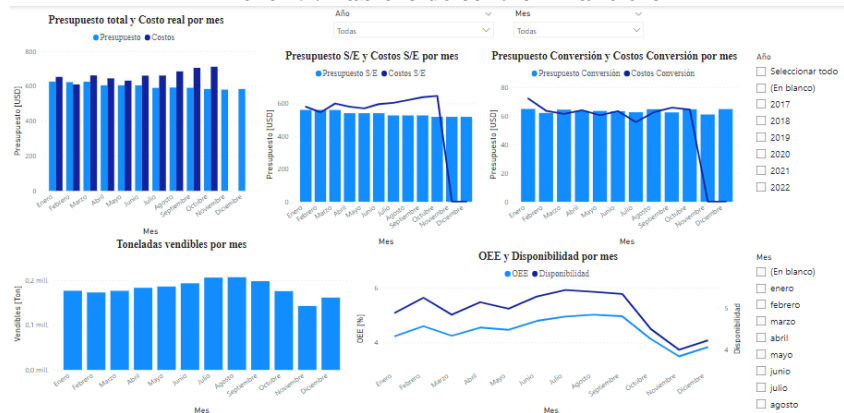 Año
Mes
Todas
Todas
Presupuesto total y Costo real por mes
Presupuesto Costos
Presupuesto [USD]
800
600
400
200
0
Enero
Febrero
Marzo
Abril
Mayo
Junio
Julio
Agosto
Septiembre
Octubre
Noviembre
Diciembre
Mes
Presupuesto S/E y Costos S/E por mes
Presupuesto S/E Costos S/E
Presupuesto [USD]
600
400
200
0
Enero
Febrero
Marzo
Abril
Mayo
Junio
Julio
Agosto
Septiembre
Octubre
Noviembre
Diciembre
Mes
Presupuesto Conversión y Costos Conversión por mes
Presupuesto Conversión Costos Conversión
Presupuesto [USD]
80
60
40
20
0
Enero
Febrero
Marzo
Abril
Mayo
Junio
Julio
Agosto
Septiembre
Octubre
Noviembre
Diciembre
Mes
Año
Seleccionar todo
(En blanco)
2017
2018
2019
2020
2021
2022
Toneladas vendibles por mes
Vendibles [Ton]
0,2 mill.
0,1 mill.
0,0 mill.
Enero
Febrero
Marzo
Abril
Mayo
Junio
Julio
Agosto
Septiembre
Octubre
Noviembre
Diciembre
Mes
OEE y Disponibilidad por mes
OEE Disponibilidad
OEE [%]
6
4
Disponibilidad
5
4
Enero
Febrero
Marzo
Abril
Mayo
Junio
Julio
Agosto
Septiembre
Octubre
Noviembre
Diciembre
Mes
Mes
(En blanco)
enero
febrero
marzo
abril
mayo
junio
julio
agosto